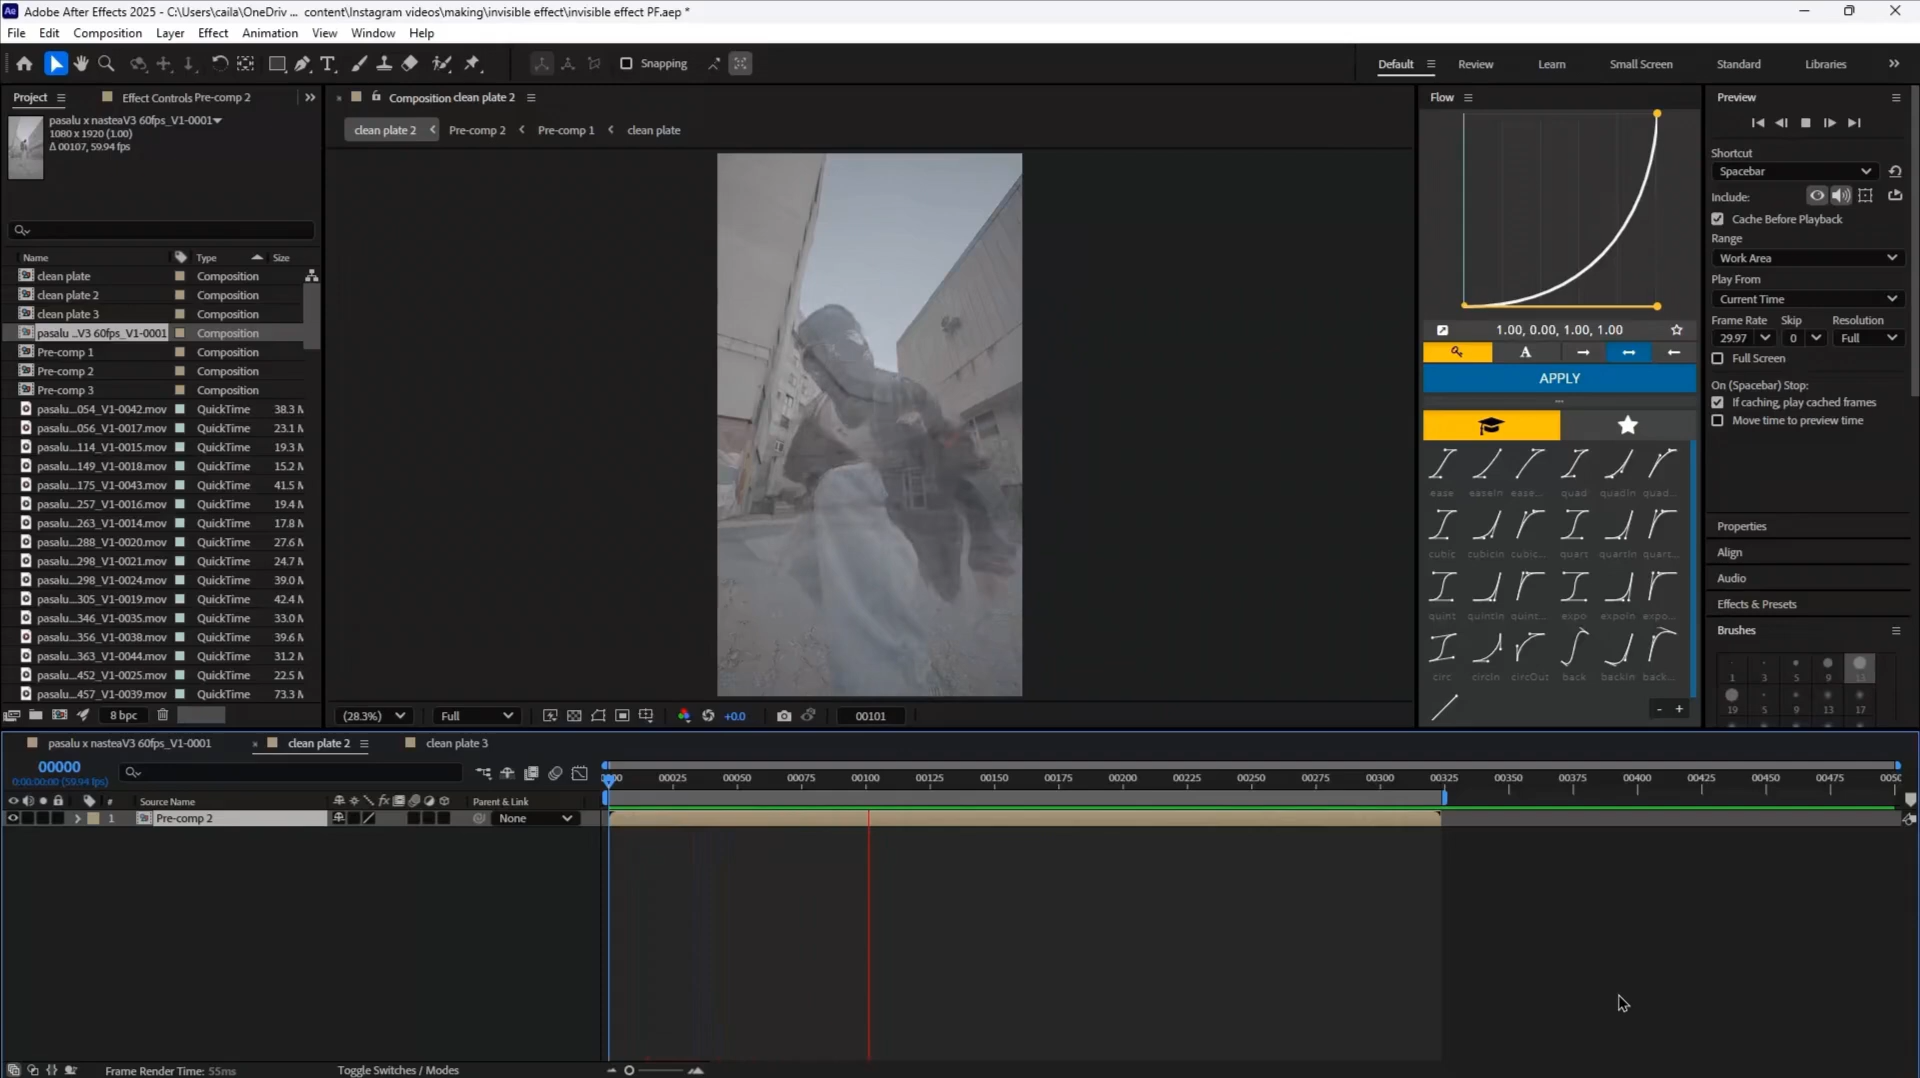 Adobe After Effects 2025 - C:\Users\caila\OneDriv ... content\Instagram videos\making\invisible effect\invisible effect PF.aep *
File Edit Composition Layer Effect Animation View Window Help
Snapping
Default Review Learn Small Screen Standard Libraries
Project Effect Controls Pre-comp 2
pasalu x nasteaV3 60fps_V1-0001
1080 x 1920 (1.00)
Δ 00107, 59.94 fps
Name Type Size
clean plate Composition
clean plate 2 Composition
clean plate 3 Composition
pasalu ...V3 60fps_V1-0001 Composition
Pre-comp 1 Composition
Pre-comp 2 Composition
Pre-comp 3 Composition
pasalu...054_V1-0042.mov QuickTime 38.3 M
pasalu...056_V1-0017.mov QuickTime 23.1 M
pasalu...114_V1-0015.mov QuickTime 19.3 M
pasalu...149_V1-0018.mov QuickTime 15.2 M
pasalu...175_V1-0043.mov QuickTime 41.5 M
pasalu...257_V1-0016.mov QuickTime 19.4 M
pasalu...263_V1-0014.mov QuickTime 17.8 M
pasalu...288_V1-0020.mov QuickTime 27.6 M
pasalu...298_V1-0021.mov QuickTime 24.7 M
pasalu...298_V1-0024.mov QuickTime 39.0 M
pasalu...305_V1-0019.mov QuickTime 42.4 M
pasalu...346_V1-0035.mov QuickTime 33.0 M
pasalu...356_V1-0038.mov QuickTime 39.6 M
pasalu...363_V1-0044.mov QuickTime 31.2 M
pasalu...452_V1-0025.mov QuickTime 22.5 M
pasalu...457_V1-0039.mov QuickTime 73.3 M
8 bpc
Composition clean plate 2
clean plate 2 Pre-comp 2 Pre-comp 1 clean plate
(28.3%) Full +0.0 00101
Flow
1.00, 0.00, 1.00, 1.00
A
APPLY
ease easeIn ease... quad quadIn quad...
cubic cubicIn cubic... quart quartIn quart...
quint quintIn quint... expo expoIn expo...
circ circIn circOut back backIn back...
- +
Preview
Shortcut
Spacebar
Include:
Cache Before Playback
Range
Work Area
Play From
Current Time
Frame Rate Skip Resolution
29.97 0 Full
Full Screen
On (Spacebar) Stop:
If caching, play cached frames
Move time to preview time
Properties
Align
Audio
Effects & Presets
Brushes
1 3 5 9 13
19 5 9 13 17
pasalu x nasteaV3 60fps_V1-0001 clean plate 2 clean plate 3
00000
0:00:00:00 (59.94 fps)
00025 00050 00075 00100 00125 00150 00175 00200 00225 00250 00275 00300 00325 00350 00375 00400 00425 00450 00475
# Source Name fx Parent & Link
1 Pre-comp 2 None
Frame Render Time: 55ms Toggle Switches / Modes